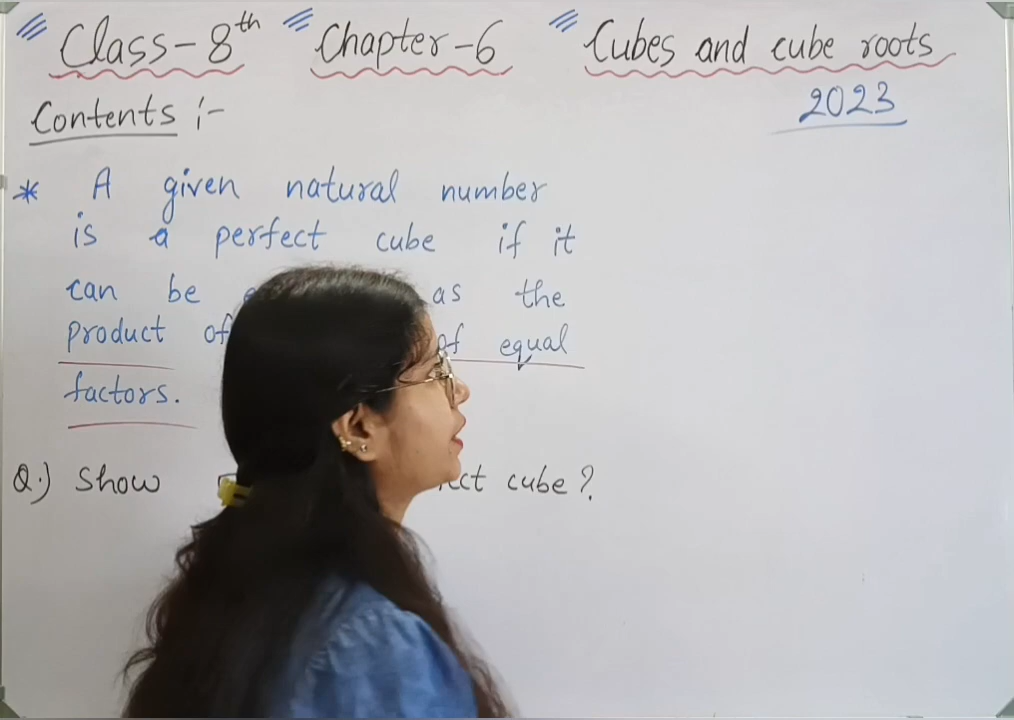 Class-8th Chapter-6 Cubes and cube roots
2023
Contents :-
* A given natural number
is a perfect cube if it
can be as the
product of of equal
factors.
Q.) Show cube?